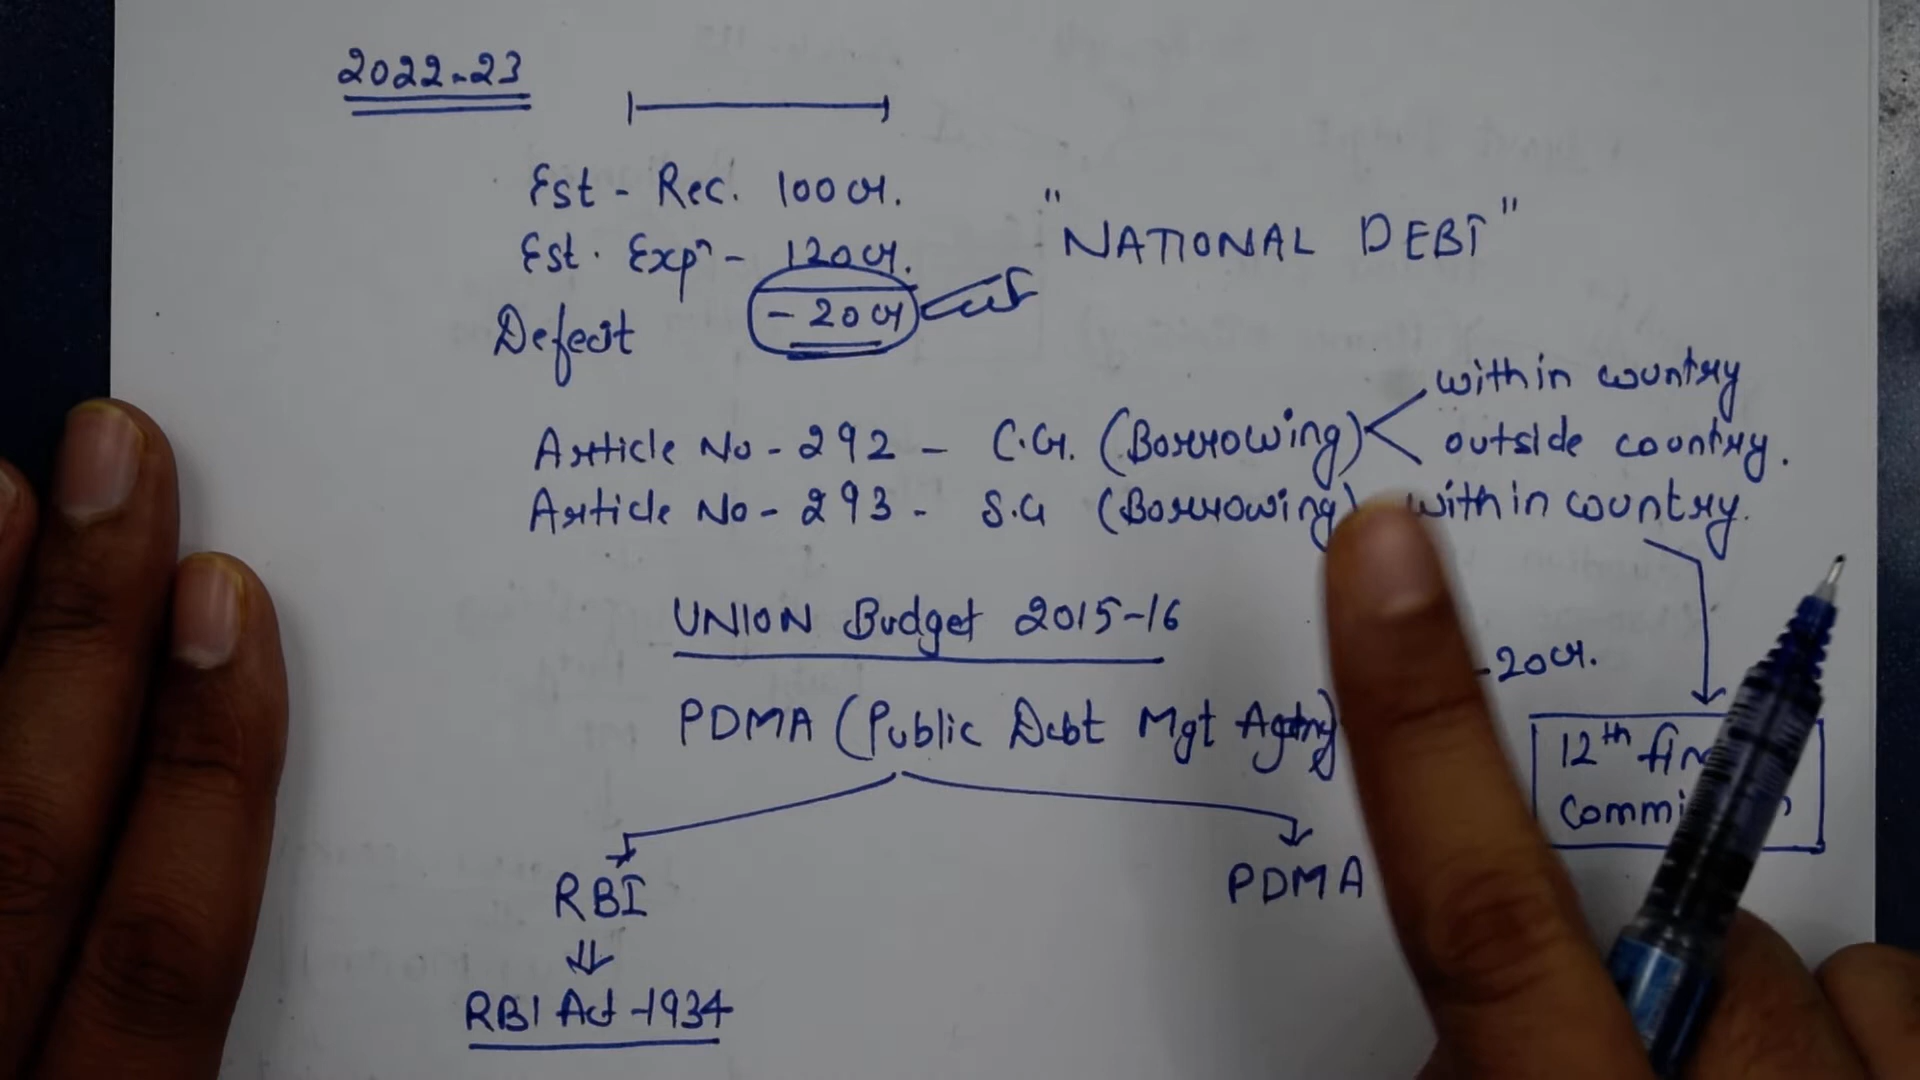 2022-23
Est - Rec. 100 cr.
Est. Expⁿ - 120 cr.
Defecit - 20 cr
"NATIONAL DEBT"
within country
Article No - 292 - C.G. (Borrowing) outside country.
Article No - 293 - S.G (Borrowing) within country.
UNION Budget 2015-16
- 20 cr.
PDMA (Public Debt Mgt Agency)
12th
RBI
PDMA
RBI Act -1934